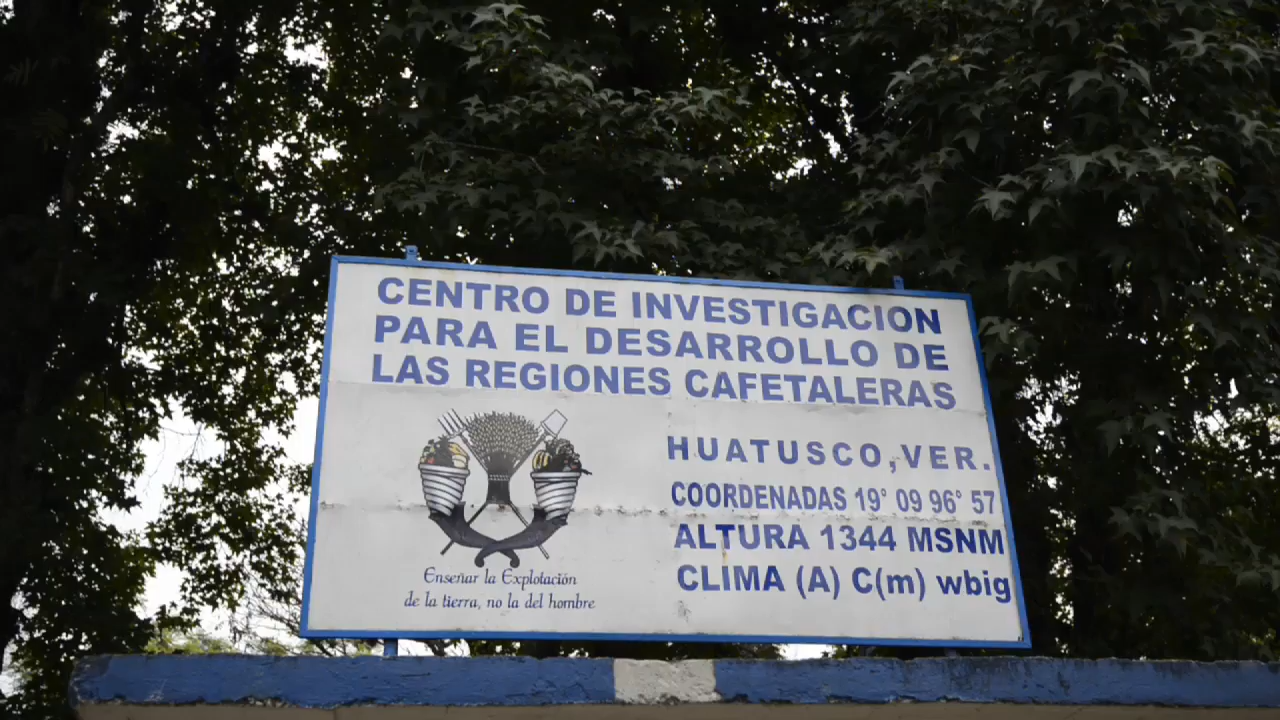 CENTRO DE INVESTIGACION
PARA EL DESARROLLO DE
LAS REGIONES CAFETALERAS
HUATUSCO, VER.
COORDENADAS 19° 09 96° 57
ALTURA 1344 MSNM
CLIMA (A) C(m) wbig
Enseñar la Explotación
de la tierra, no la del hombre